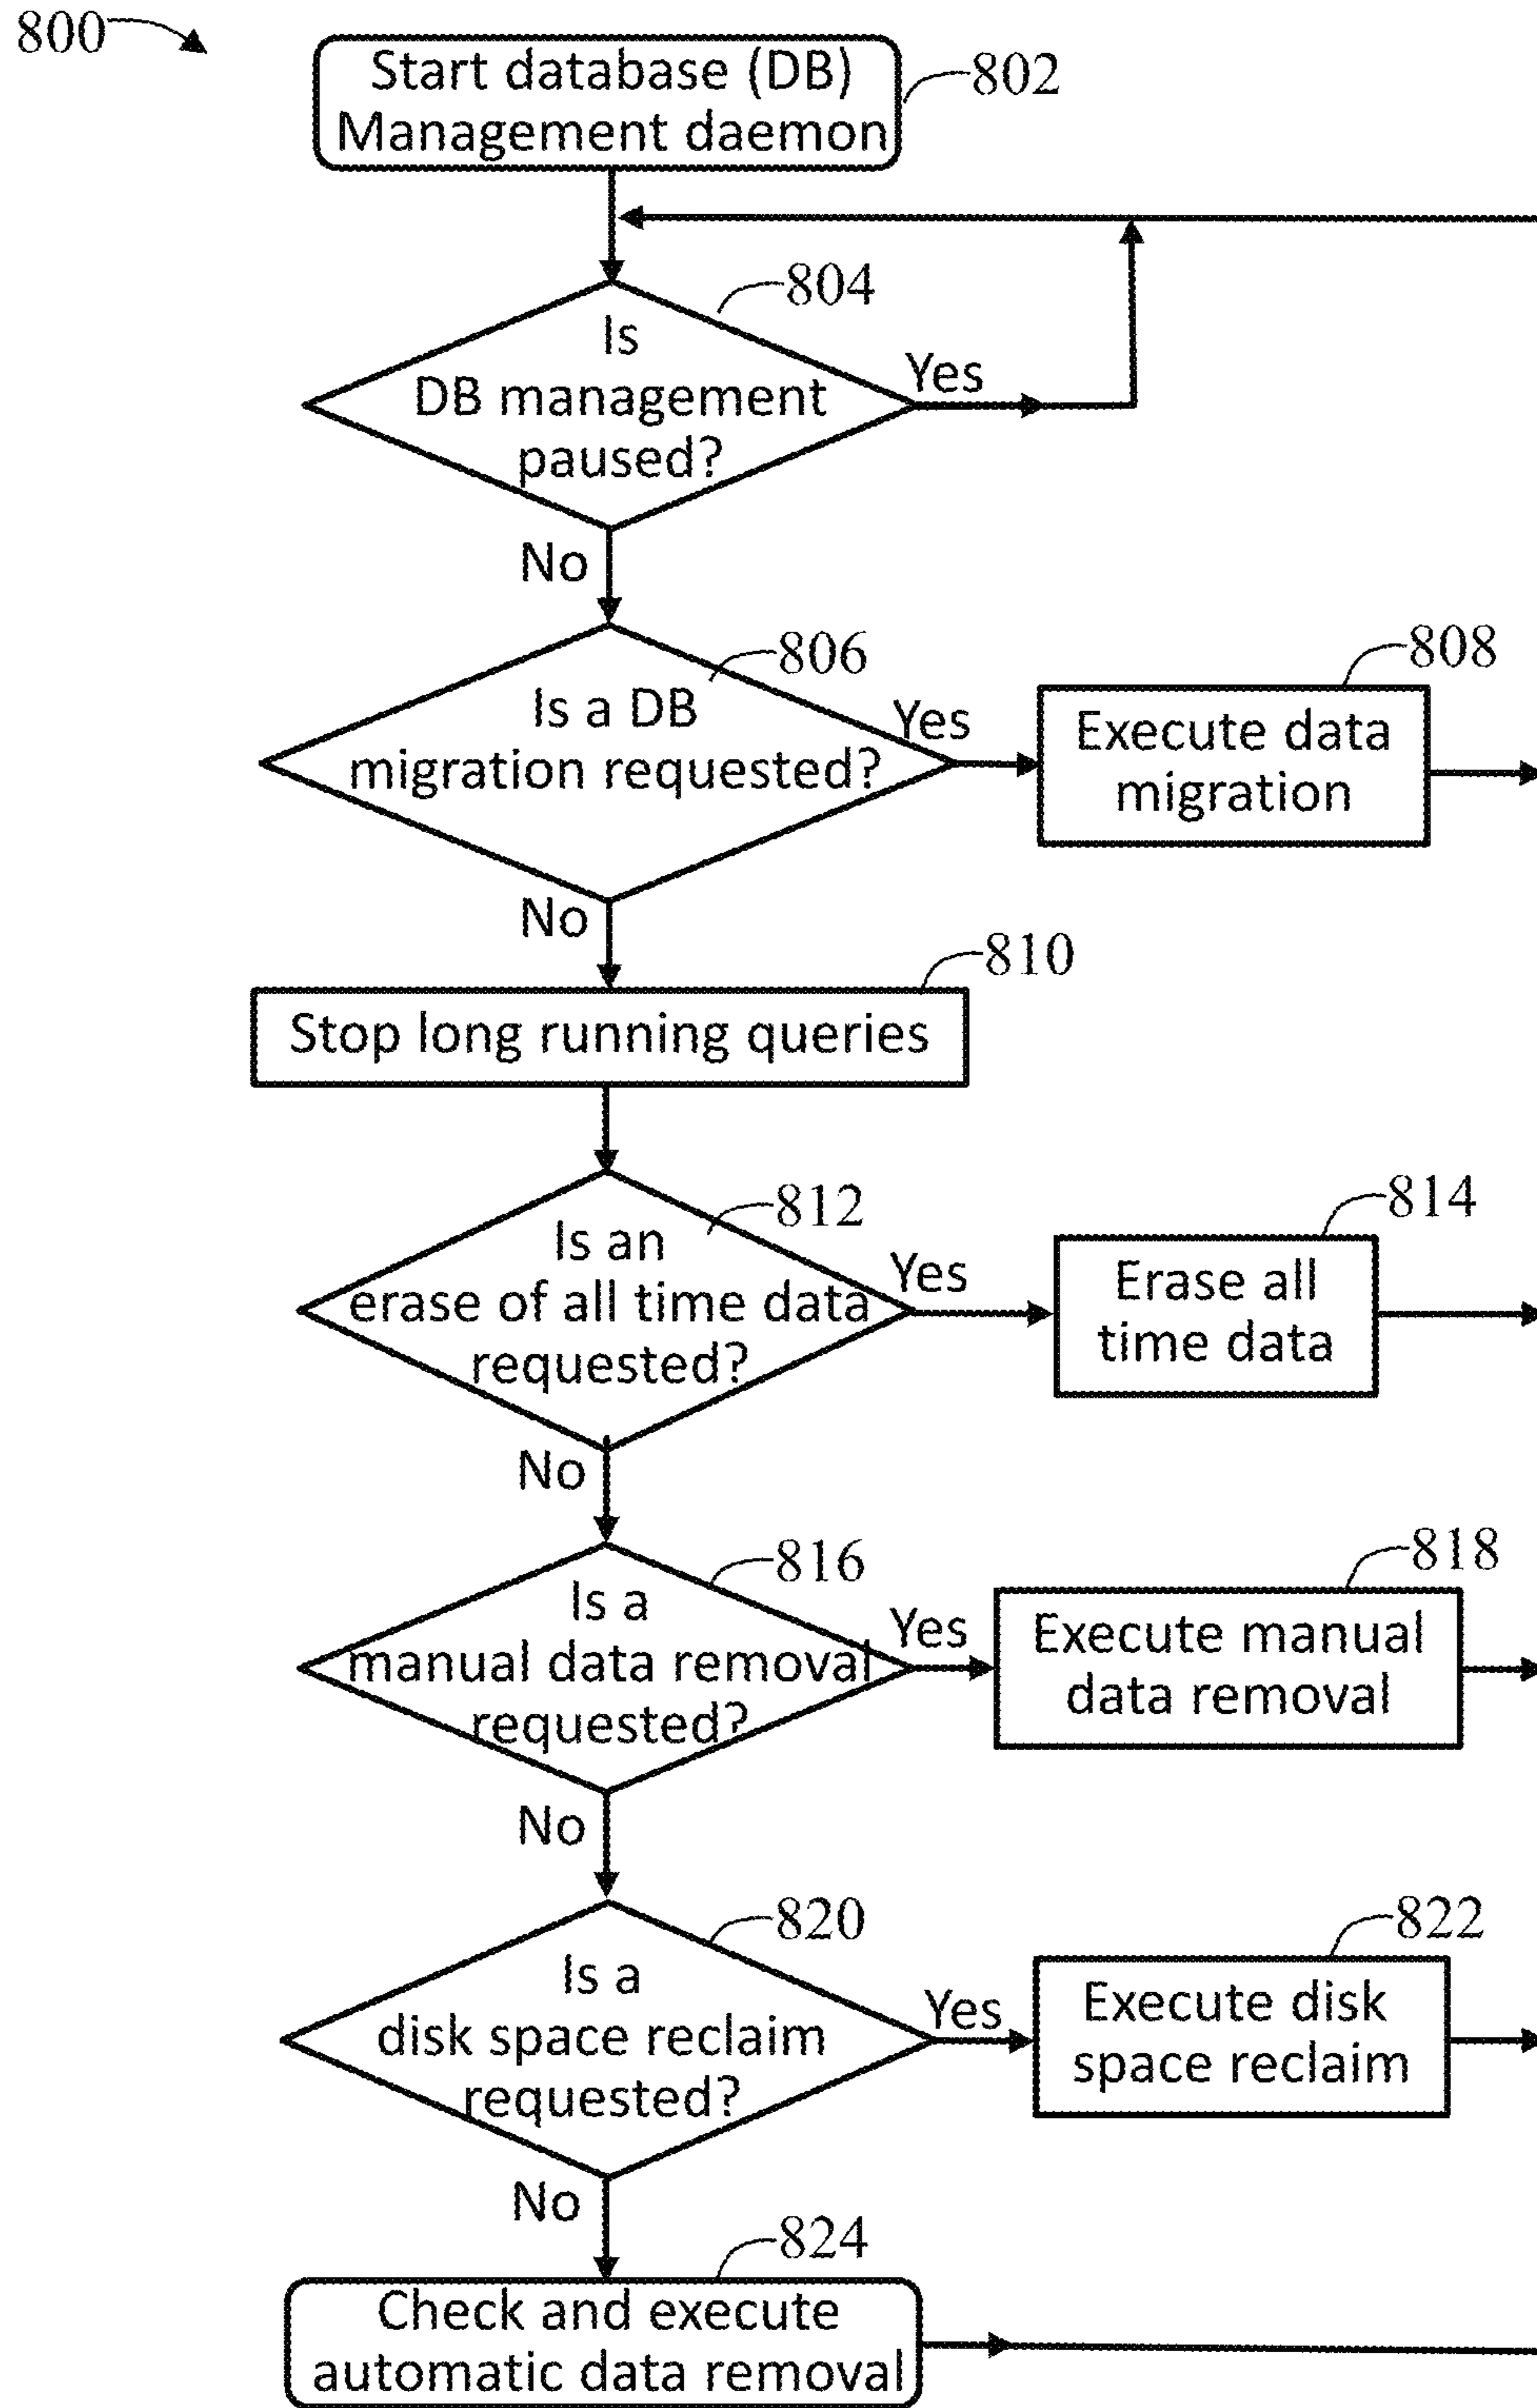 800
Start database (DB)
Management daemon
802
804
Is
DB management
paused?
Yes
No
806
Is a DB
migration requested?
Yes
808
Execute data
migration
No
810
Stop long running queries
812
Is an
erase of all time data
requested?
Yes
814
Erase all
time data
No
816
Is a
manual data removal
requested?
Yes
818
Execute manual
data removal
No
820
Is a
disk space reclaim
requested?
Yes
822
Execute disk
space reclaim
No
824
Check and execute
automatic data removal